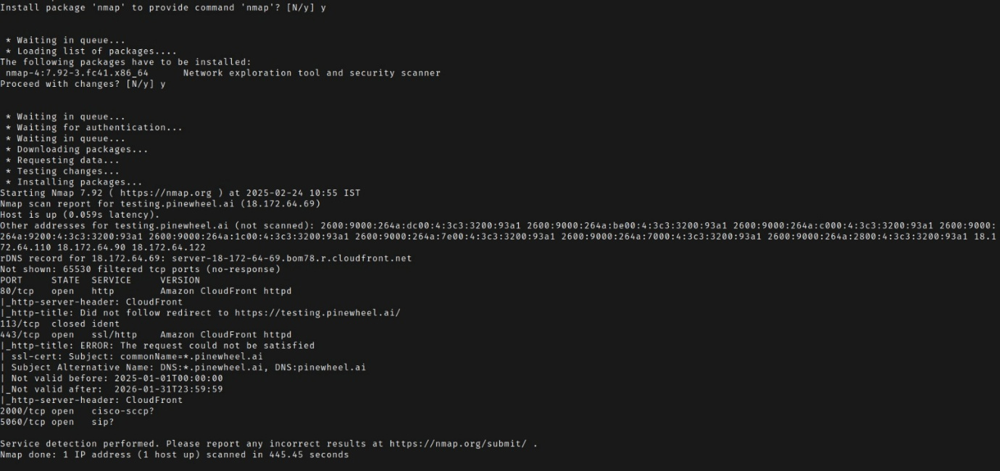 Install package 'nmap' to provide command 'nmap'? [N/y] y
* Waiting in queue...
* Loading list of packages....
The following packages have to be installed:
nmap-4:7.92-3.fc41.x86_64      Network exploration tool and security scanner
Proceed with changes? [N/y] y
* Waiting in queue...
* Waiting for authentication...
* Waiting in queue...
* Downloading packages...
* Requesting data...
* Testing changes...
* Installing packages...
Starting Nmap 7.92 ( https://nmap.org ) at 2025-02-24 10:55 IST
Nmap scan report for testing.pinewheel.ai (18.172.64.69)
Host is up (0.059s latency).
Other addresses for testing.pinewheel.ai (not scanned): 2600:9000:264a:dc00:4:3c3:3200:93a1 2600:9000:264a:be00:4:3c3:3200:93a1 2600:9000:264a:c000:4:3c3:3200:93a1 2600:9000:
264a:9200:4:3c3:3200:93a1 2600:9000:264a:1c00:4:3c3:3200:93a1 2600:9000:264a:7e00:4:3c3:3200:93a1 2600:9000:264a:7000:4:3c3:3200:93a1 2600:9000:264a:2800:4:3c3:3200:93a1 18.1
72.64.110 18.172.64.90 18.172.64.122
rDNS record for 18.172.64.69: server-18-172-64-69.bom78.r.cloudfront.net
Not shown: 65530 filtered tcp ports (no-response)
PORT     STATE  SERVICE     VERSION
80/tcp   open   http        Amazon CloudFront httpd
|_http-server-header: CloudFront
|_http-title: Did not follow redirect to https://testing.pinewheel.ai/
113/tcp  closed ident
443/tcp  open   ssl/http    Amazon CloudFront httpd
|_http-title: ERROR: The request could not be satisfied
| ssl-cert: Subject: commonName=*.pinewheel.ai
| Subject Alternative Name: DNS:*.pinewheel.ai, DNS:pinewheel.ai
| Not valid before: 2025-01-01T00:00:00
|_Not valid after:  2026-01-31T23:59:59
|_http-server-header: CloudFront
2000/tcp open   cisco-sccp?
5060/tcp open   sip?
Service detection performed. Please report any incorrect results at https://nmap.org/submit/ .
Nmap done: 1 IP address (1 host up) scanned in 445.45 seconds